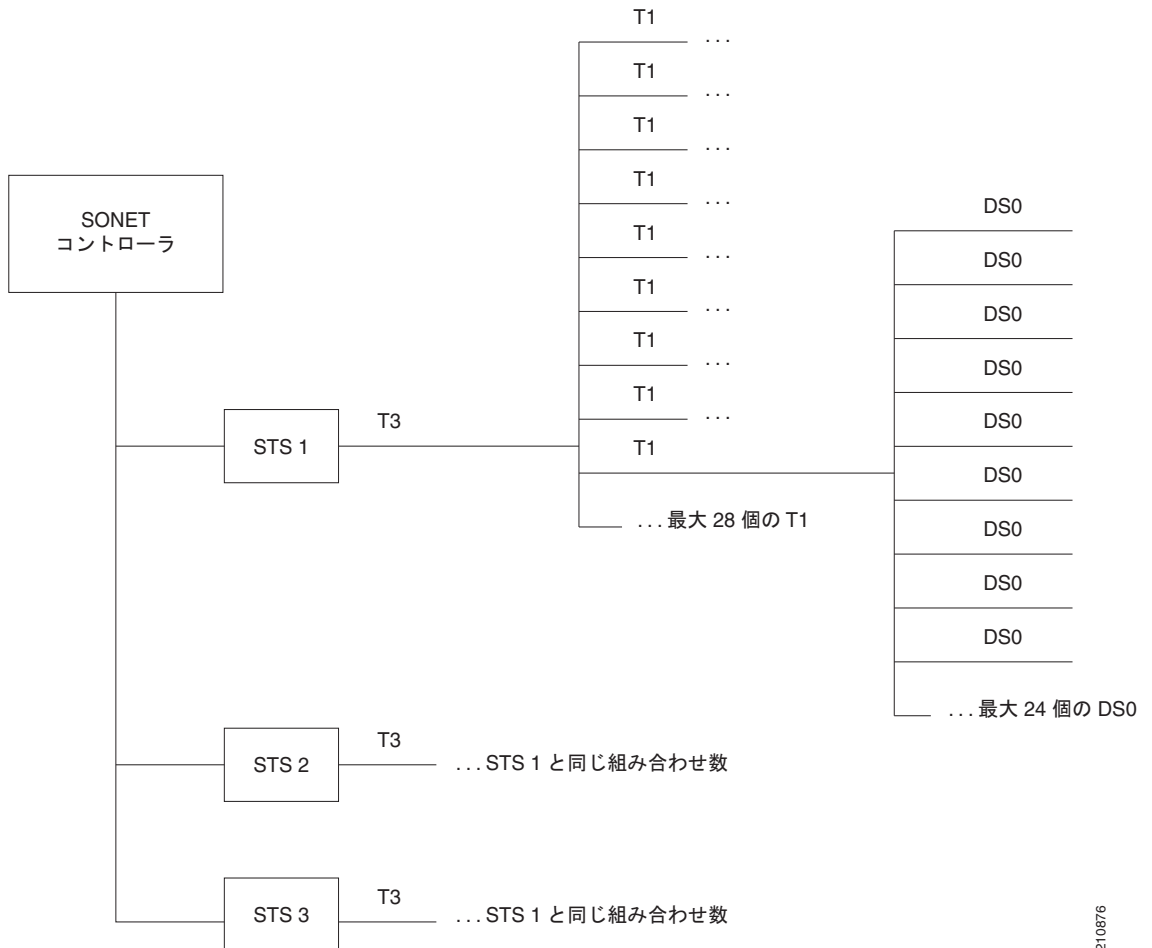 T1
...
T1
...
T1
...
T1
...
T1
...
T1
...
T1
...
T1
...
T1
...最大 28 個の T1
SONET
コントローラ
STS 1
T3
DS0
DS0
DS0
DS0
DS0
DS0
DS0
DS0
DS0
...最大 24 個の DS0
STS 2
T3
...STS 1 と同じ組み合わせ数
STS 3
T3
...STS 1 と同じ組み合わせ数
210876